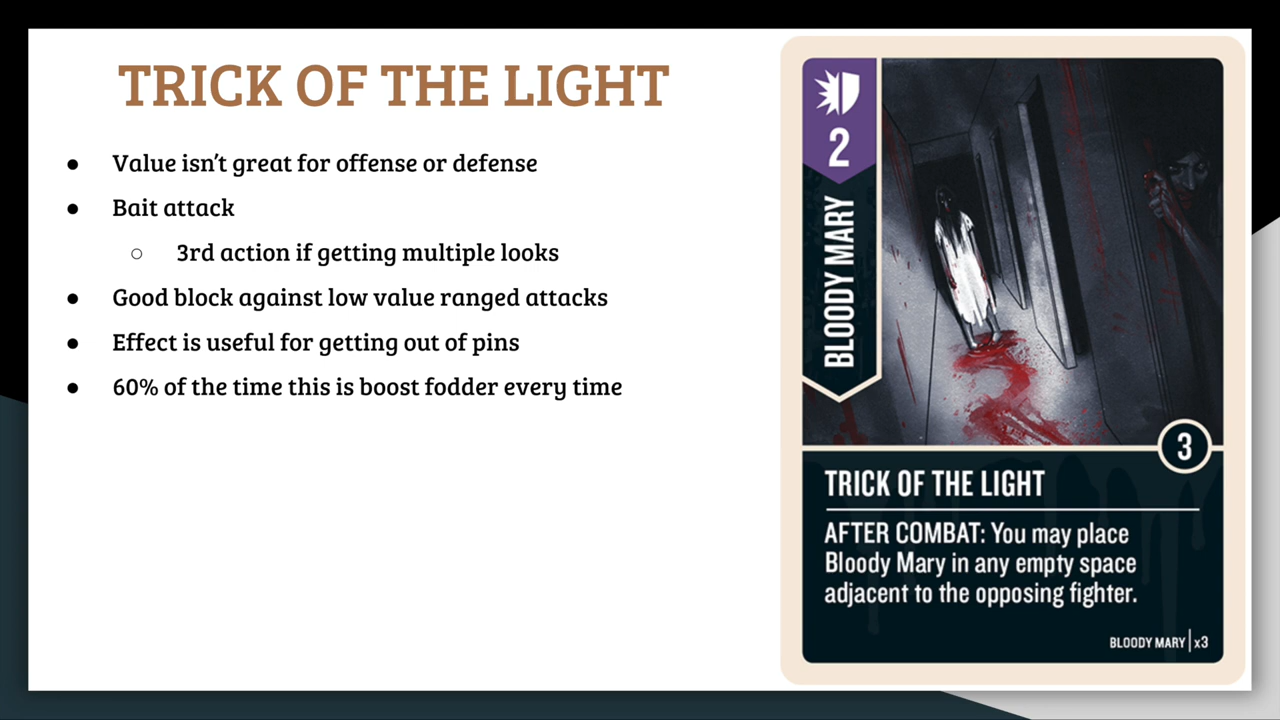 TRICK OF THE LIGHT
● Value isn’t great for offense or defense
● Bait attack
○ 3rd action if getting multiple looks
● Good block against low value ranged attacks
● Effect is useful for getting out of pins
● 60% of the time this is boost fodder every time
2
BLOODY MARY
3
TRICK OF THE LIGHT
AFTER COMBAT: You may place
Bloody Mary in any empty space
adjacent to the opposing fighter.
BLOODY MARY | x3